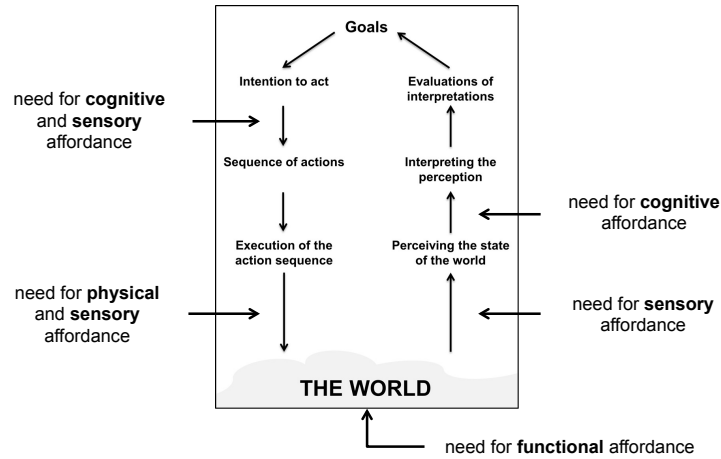 Goals
Intention to act
Evaluations of
interpretations
need for cognitive
and sensory
affordance
Sequence of actions
Interpreting the
perception
need for cognitive
affordance
Execution of the
action sequence
Perceiving the state
of the world
need for physical
and sensory
affordance
need for sensory
affordance
THE WORLD
need for functional affordance